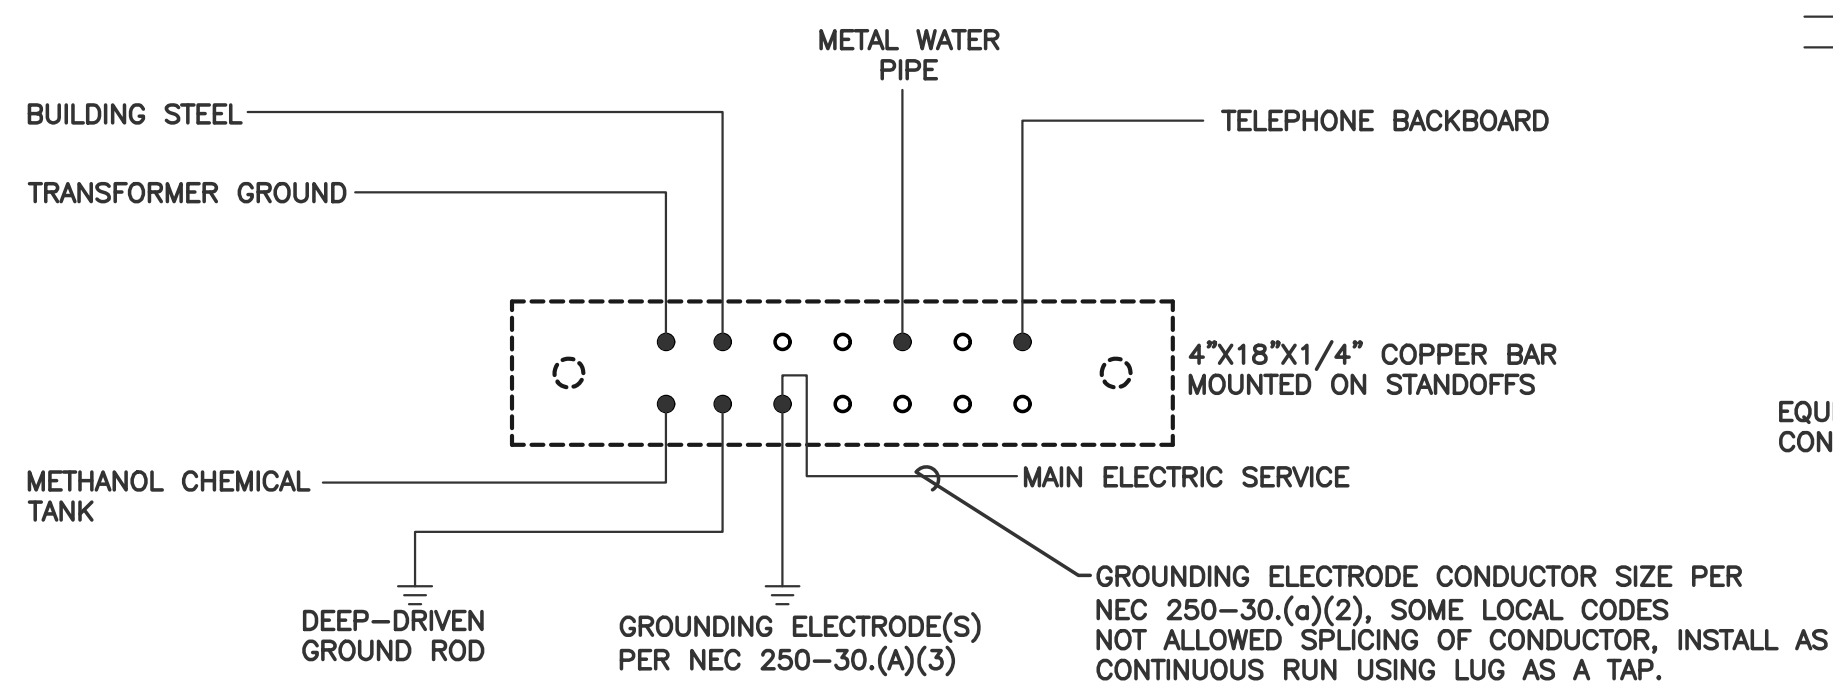 METAL WATER
PIPE
BUILDING STEEL
TELEPHONE BACKBOARD
TRANSFORMER GROUND
4"X18"X1/4" COPPER BAR
MOUNTED ON STANDOFFS
EQUI
CON
METHANOL CHEMICAL
TANK
MAIN ELECTRIC SERVICE
DEEP-DRIVEN
GROUND ROD
GROUNDING ELECTRODE(S)
PER NEC 250-30.(A)(3)
GROUNDING ELECTRODE CONDUCTOR SIZE PER
NEC 250-30.(a)(2), SOME LOCAL CODES
NOT ALLOWED SPLICING OF CONDUCTOR, INSTALL AS
CONTINUOUS RUN USING LUG AS A TAP.